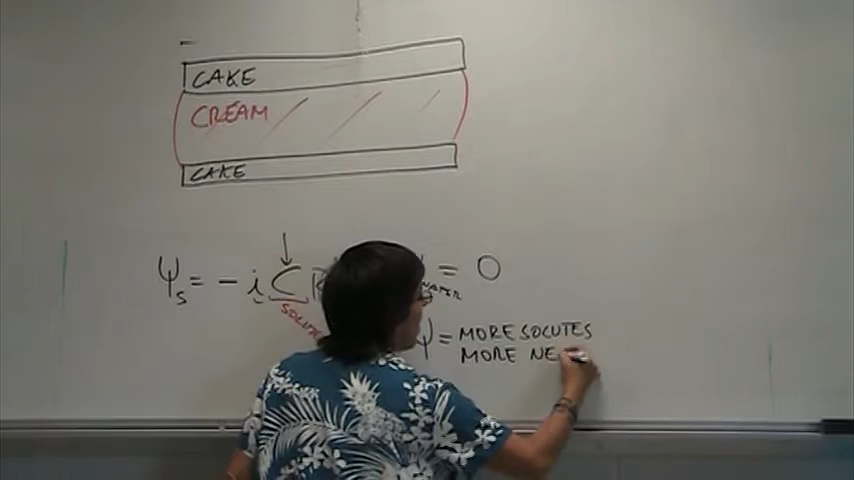 CAKE
CREAM
CAKE
Ψs = - i C R
= 0
WATER
SOLUTE
Ψ = MORE SOLUTES
MORE NE